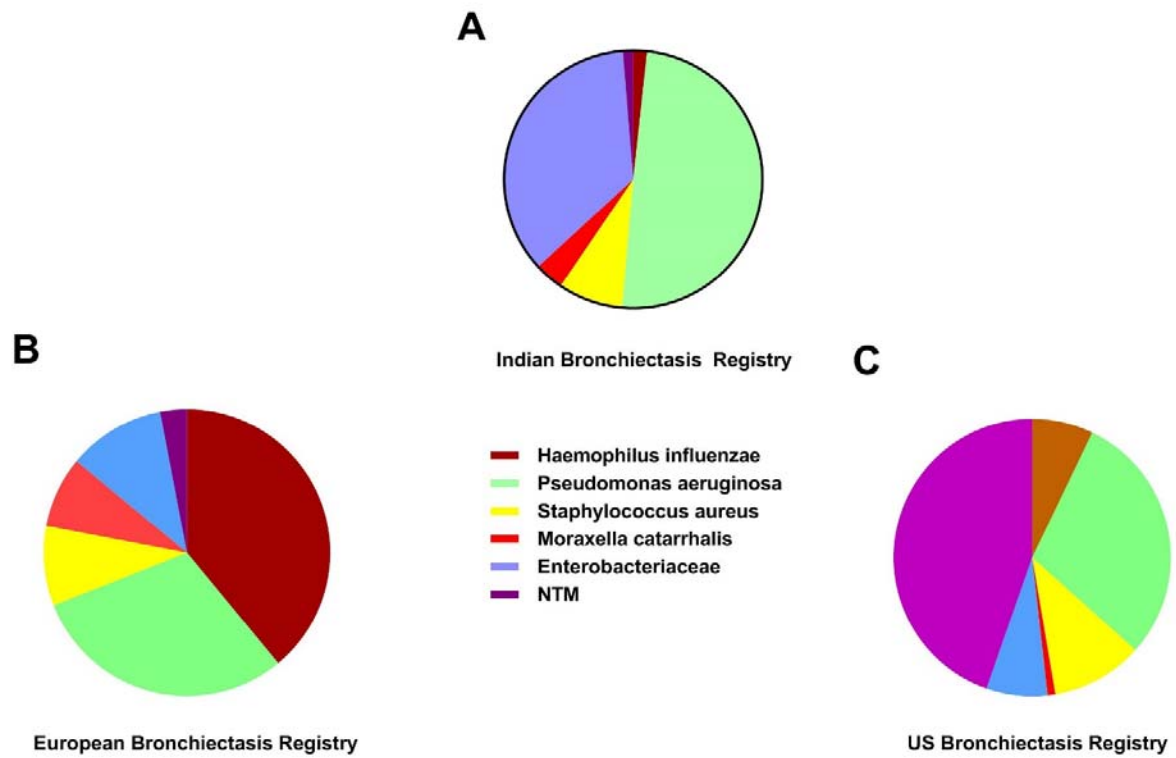 A
Indian Bronchiectasis Registry
B
C
Haemophilus influenzae
Pseudomonas aeruginosa
Staphylococcus aureus
Moraxella catarrhalis
Enterobacteriaceae
NTM
European Bronchiectasis Registry
US Bronchiectasis Registry